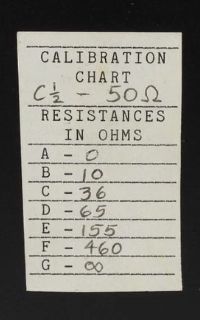 CALIBRATION
CHART
C½ - 50Ω
RESISTANCES
IN OHMS
A - 0
B - 10
C - 36
D - 65
E - 155
F - 460
G - ∞